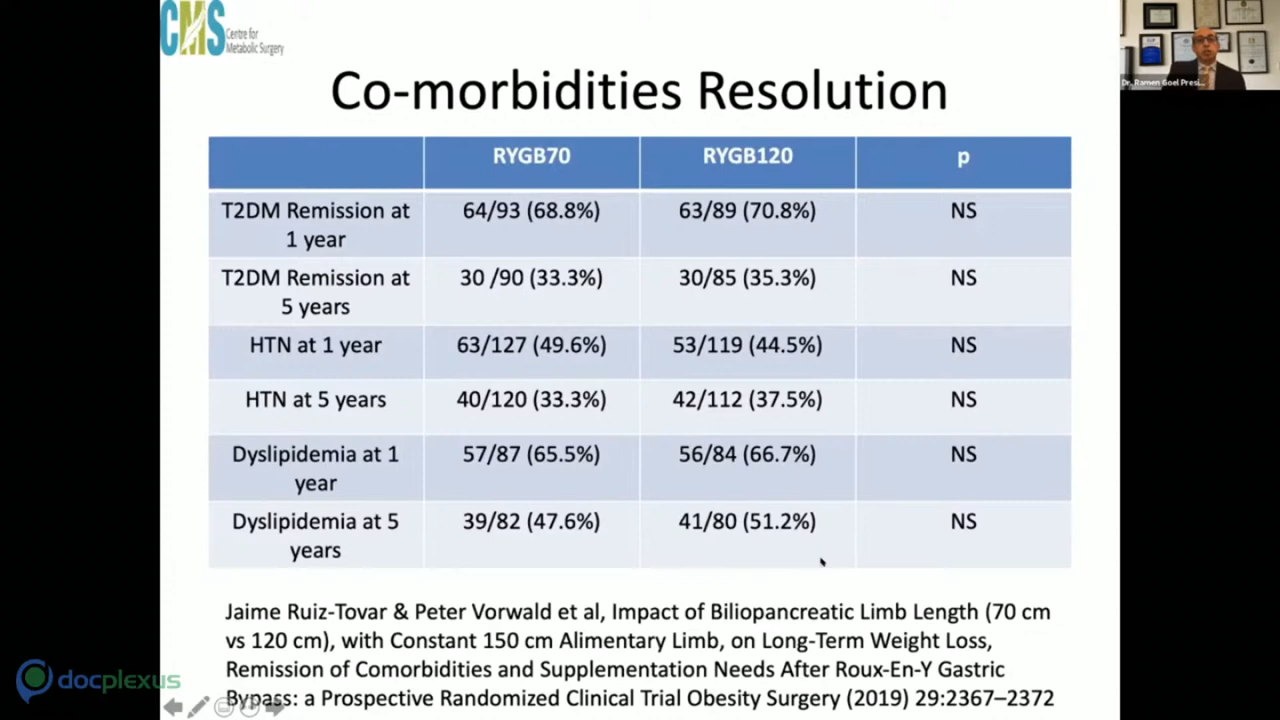 CMS Centre for
Metabolic Surgery
Dr. Ramen Goel Presi...
Co-morbidities Resolution
RYGB70 RYGB120 p
T2DM Remission at 64/93 (68.8%) 63/89 (70.8%) NS
1 year
T2DM Remission at 30 /90 (33.3%) 30/85 (35.3%) NS
5 years
HTN at 1 year 63/127 (49.6%) 53/119 (44.5%) NS
HTN at 5 years 40/120 (33.3%) 42/112 (37.5%) NS
Dyslipidemia at 1 57/87 (65.5%) 56/84 (66.7%) NS
year
Dyslipidemia at 5 39/82 (47.6%) 41/80 (51.2%) NS
years
Jaime Ruiz-Tovar & Peter Vorwald et al, Impact of Biliopancreatic Limb Length (70 cm
vs 120 cm), with Constant 150 cm Alimentary Limb, on Long-Term Weight Loss,
Remission of Comorbidities and Supplementation Needs After Roux-En-Y Gastric
Bypass: a Prospective Randomized Clinical Trial Obesity Surgery (2019) 29:2367–2372
docplexus